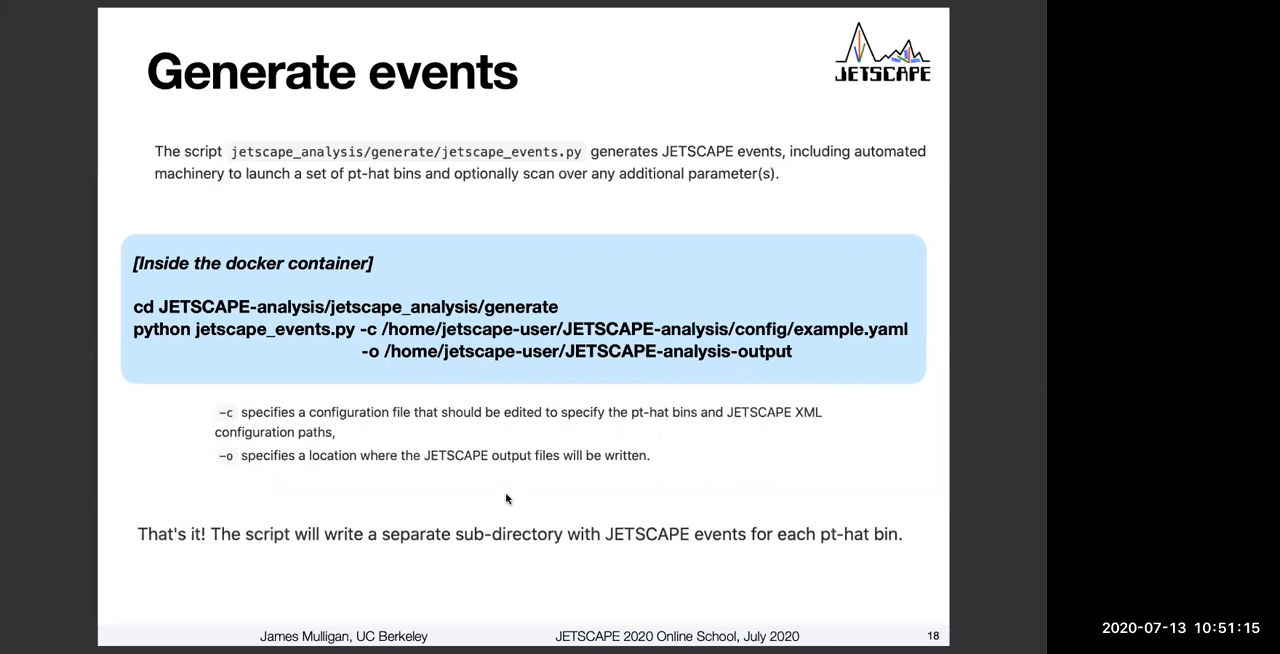 Generate events
JETSCAPE
The script jetscape_analysis/generate/jetscape_events.py generates JETSCAPE events, including automated
machinery to launch a set of pt-hat bins and optionally scan over any additional parameter(s).
[Inside the docker container]
cd JETSCAPE-analysis/jetscape_analysis/generate
python jetscape_events.py -c /home/jetscape-user/JETSCAPE-analysis/config/example.yaml
-o /home/jetscape-user/JETSCAPE-analysis-output
-c specifies a configuration file that should be edited to specify the pt-hat bins and JETSCAPE XML
configuration paths,
-o specifies a location where the JETSCAPE output files will be written.
That's it! The script will write a separate sub-directory with JETSCAPE events for each pt-hat bin.
James Mulligan, UC Berkeley
JETSCAPE 2020 Online School, July 2020
18
2020-07-13 10:51:15